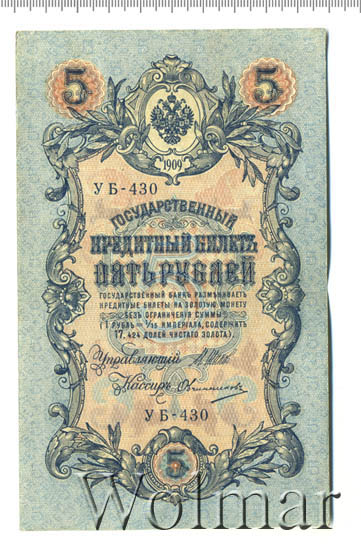 5 5
1909
УБ-430
ГОСУДАРСТВЕННЫЙ
КРЕДИТНЫЙ БИЛЕТЪ
ПЯТЬ РУБЛЕЙ
ГОСУДАРСТВЕННЫЙ БАНКЪ РАЗМѢНИВАЕТЪ
КРЕДИТНЫЕ БИЛЕТЫ НА ЗОЛОТУЮ МОНЕТУ
БЕЗЪ ОГРАНИЧЕНІЯ СУММЫ
(1 РУБЛЬ = 1/15 ИМПЕРІАЛА, СОДЕРЖИТЪ
17,424 ДОЛЕЙ ЧИСТАГО ЗОЛОТА).
Управляющій
Кассиръ Овчинниковъ
УБ-430
5
Wolmar